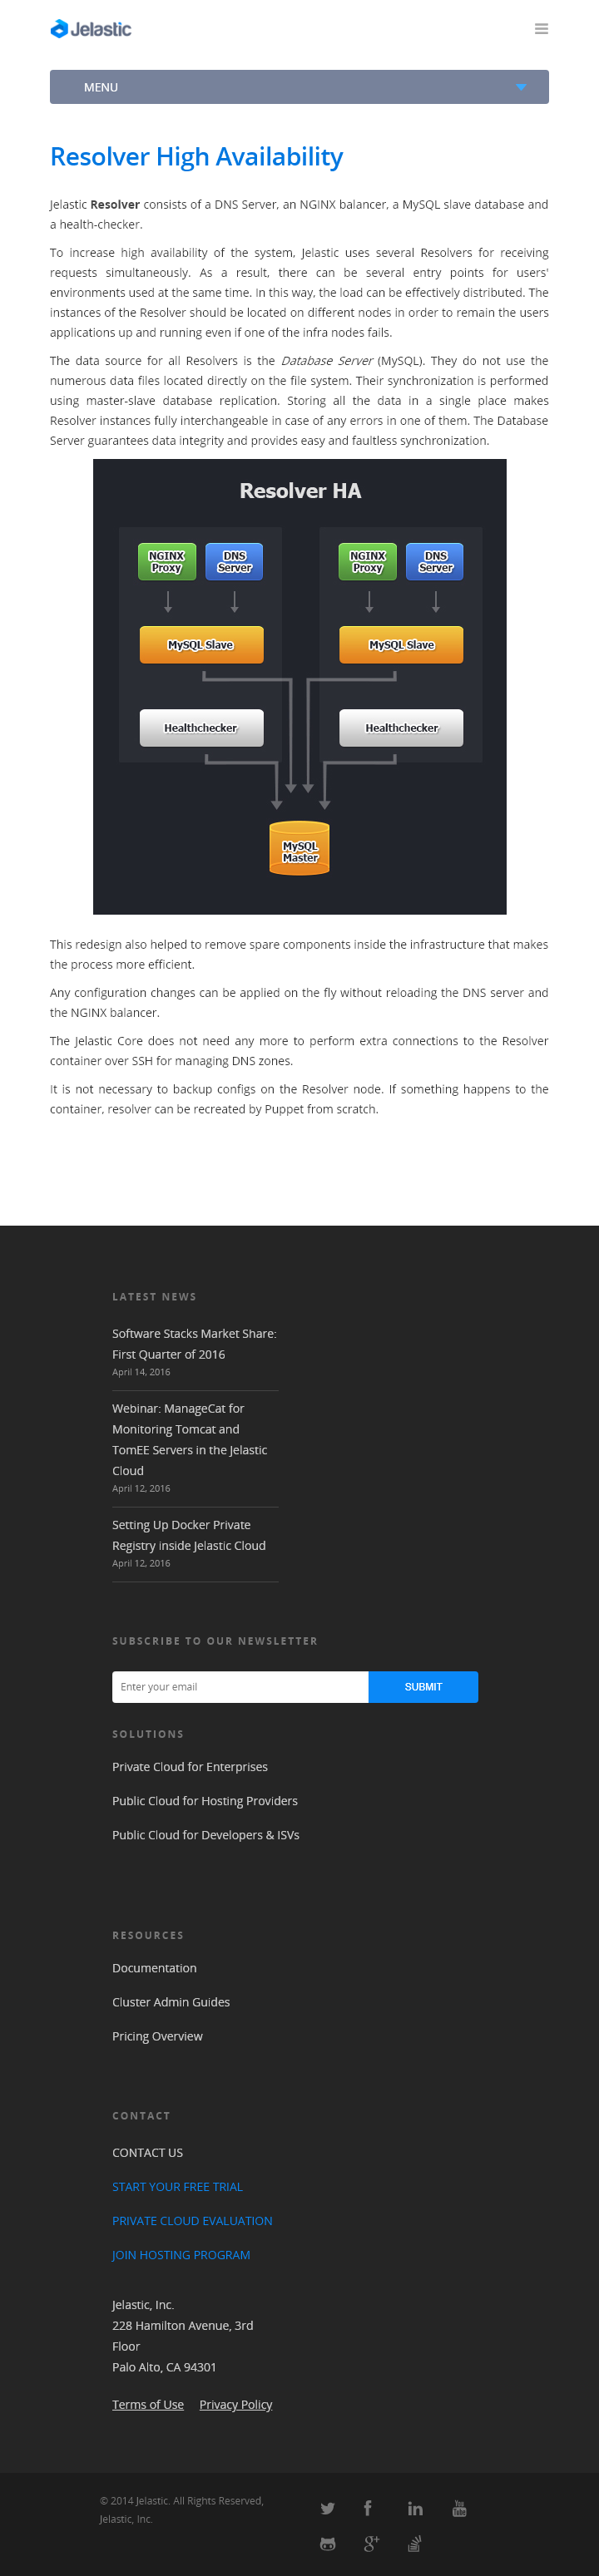 Jelastic
MENU
Resolver High Availability
Jelastic Resolver consists of a DNS Server, an NGINX balancer, a MySQL slave database and
a health-checker.
To increase high availability of the system, Jelastic uses several Resolvers for receiving
requests simultaneously. As a result, there can be several entry points for users'
environments used at the same time. In this way, the load can be effectively distributed. The
instances of the Resolver should be located on different nodes in order to remain the users
applications up and running even if one of the infra nodes fails.
The data source for all Resolvers is the Database Server (MySQL). They do not use the
numerous data files located directly on the file system. Their synchronization is performed
using master-slave database replication. Storing all the data in a single place makes
Resolver instances fully interchangeable in case of any errors in one of them. The Database
Server guarantees data integrity and provides easy and faultless synchronization.
Resolver HA
NGINX
Proxy
DNS
Server
NGINX
Proxy
DNS
Server
MySQL Slave
MySQL Slave
Healthchecker
Healthchecker
MySQL
Master
This redesign also helped to remove spare components inside the infrastructure that makes
the process more efficient.
Any configuration changes can be applied on the fly without reloading the DNS server and
the NGINX balancer.
The Jelastic Core does not need any more to perform extra connections to the Resolver
container over SSH for managing DNS zones.
It is not necessary to backup configs on the Resolver node. If something happens to the
container, resolver can be recreated by Puppet from scratch.
LATEST NEWS
Software Stacks Market Share:
First Quarter of 2016
April 14, 2016
Webinar: ManageCat for
Monitoring Tomcat and
TomEE Servers in the Jelastic
Cloud
April 12, 2016
Setting Up Docker Private
Registry inside Jelastic Cloud
April 12, 2016
SUBSCRIBE TO OUR NEWSLETTER
Enter your email
SUBMIT
SOLUTIONS
Private Cloud for Enterprises
Public Cloud for Hosting Providers
Public Cloud for Developers & ISVs
RESOURCES
Documentation
Cluster Admin Guides
Pricing Overview
CONTACT
CONTACT US
START YOUR FREE TRIAL
PRIVATE CLOUD EVALUATION
JOIN HOSTING PROGRAM
Jelastic, Inc.
228 Hamilton Avenue, 3rd
Floor
Palo Alto, CA 94301
Terms of Use Privacy Policy
© 2014 Jelastic. All Rights Reserved,
Jelastic, Inc.